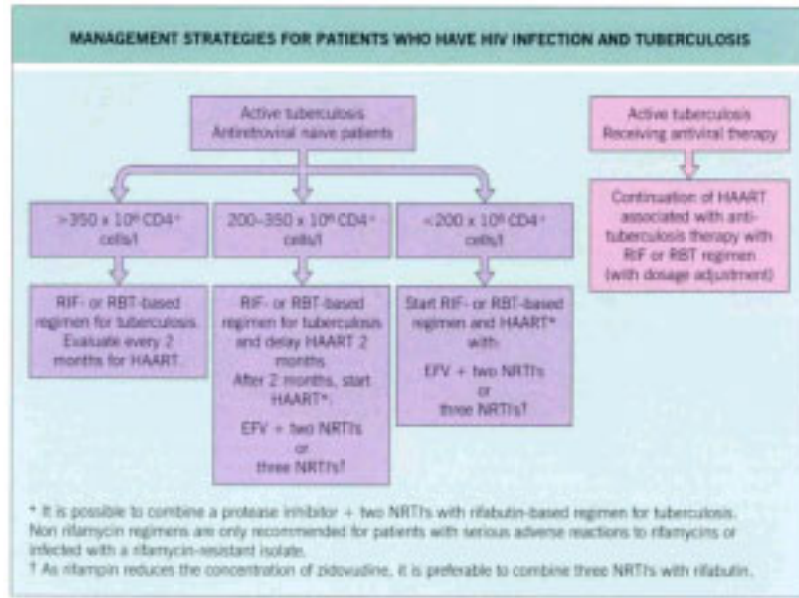 MANAGEMENT STRATEGIES FOR PATIENTS WHO HAVE HIV INFECTION AND TUBERCULOSIS
Active tuberculosis
Antiretroviral naive patients
Active tuberculosis
Receiving antiviral therapy
>350 x 10⁶ CD4⁺
cells/l
200–350 x 10⁶ CD4⁺
cells/l
<200 x 10⁶ CD4⁺
cells/l
Continuation of HAART
associated with anti-
tuberculosis therapy with
RIF or RBT regimen
(with dosage adjustment)
RIF- or RBT-based
regimen for tuberculosis.
Evaluate every 2
months for HAART.
RIF- or RBT-based
regimen for tuberculosis
and delay HAART 2
months
After 2 months, start
HAART*:
EFV + two NRTI's
or
three NRTI's†
Start RIF- or RBT-based
regimen and HAART*
with:
EFV + two NRTI's
or
three NRTI's†
* It is possible to combine a protease inhibitor + two NRTI's with rifabutin-based regimen for tuberculosis.
Non rifamycin regimens are only recommended for patients with serious adverse reactions to rifamycins or
infected with a rifamycin-resistant isolate.
† As rifampin reduces the concentration of zidovudine, it is preferable to combine three NRTI's with rifabutin.